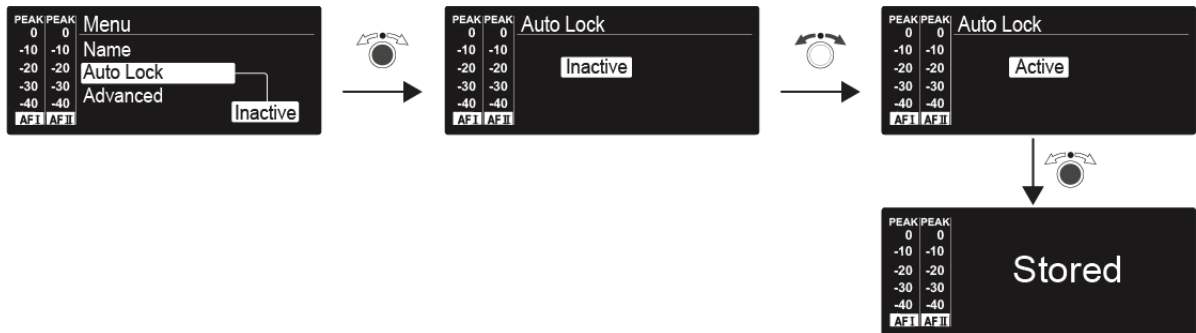 PEAK PEAK Menu
0 0
-10 -10 Name
-20 -20 Auto Lock
-30 -30 Advanced
-40 -40 Inactive
AF I AF II
PEAK PEAK Auto Lock
0 0
-10 -10
-20 -20 Inactive
-30 -30
-40 -40
AF I AF II
PEAK PEAK Auto Lock
0 0
-10 -10
-20 -20 Active
-30 -30
-40 -40
AF I AF II
PEAK PEAK
0 0
-10 -10
-20 -20 Stored
-30 -30
-40 -40
AF I AF II